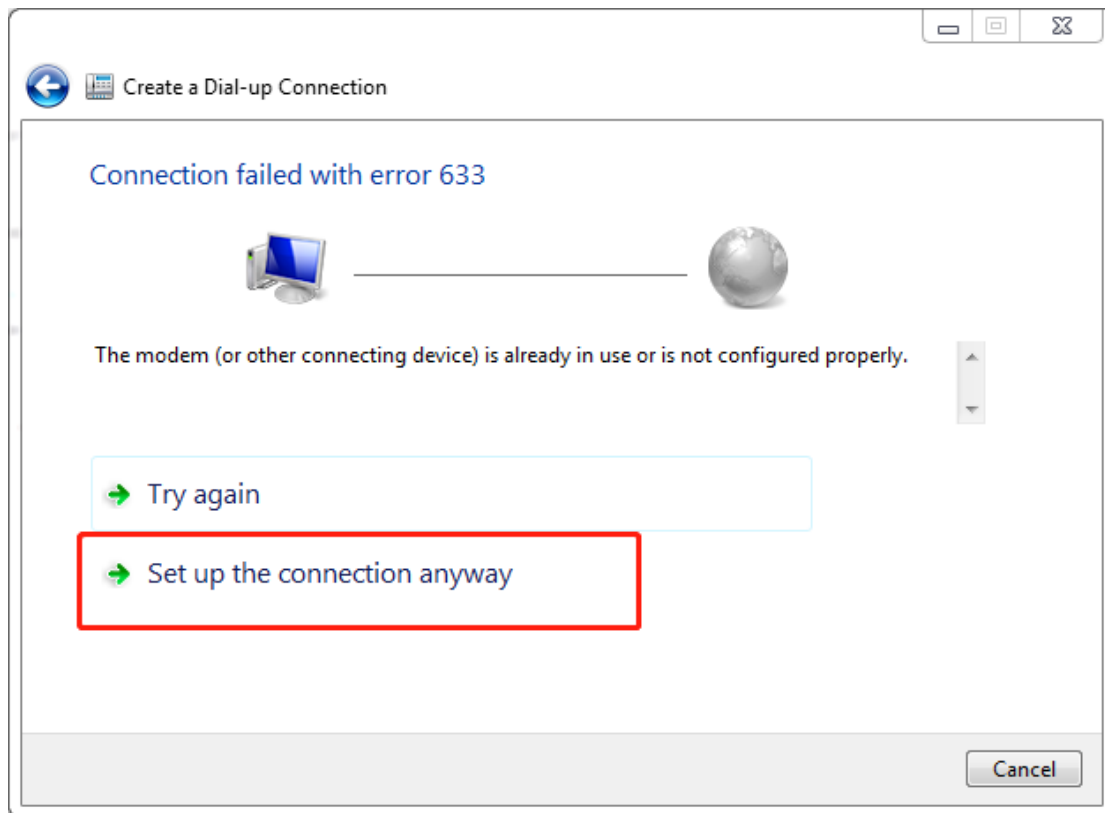 Create a Dial-up Connection
Connection failed with error 633
The modem (or other connecting device) is already in use or is not configured properly.
Try again
Set up the connection anyway
Cancel